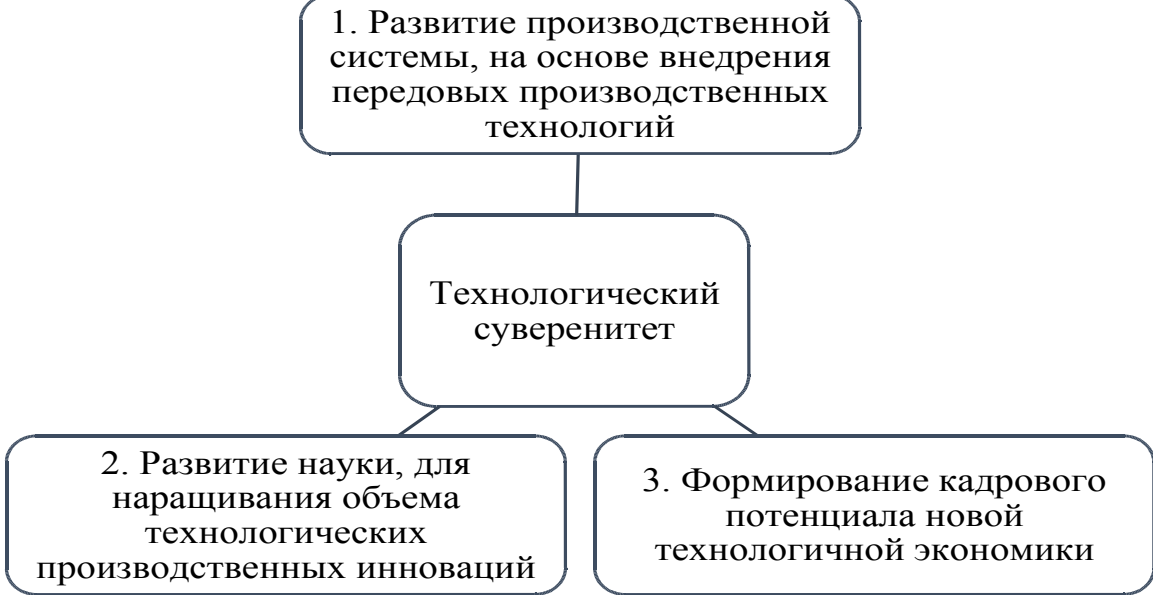 1. Развитие производственной
системы, на основе внедрения
передовых производственных
технологий
Технологический
суверенитет
2. Развитие науки, для
наращивания объема
технологических
производственных инноваций
3. Формирование кадрового
потенциала новой
технологичной экономики